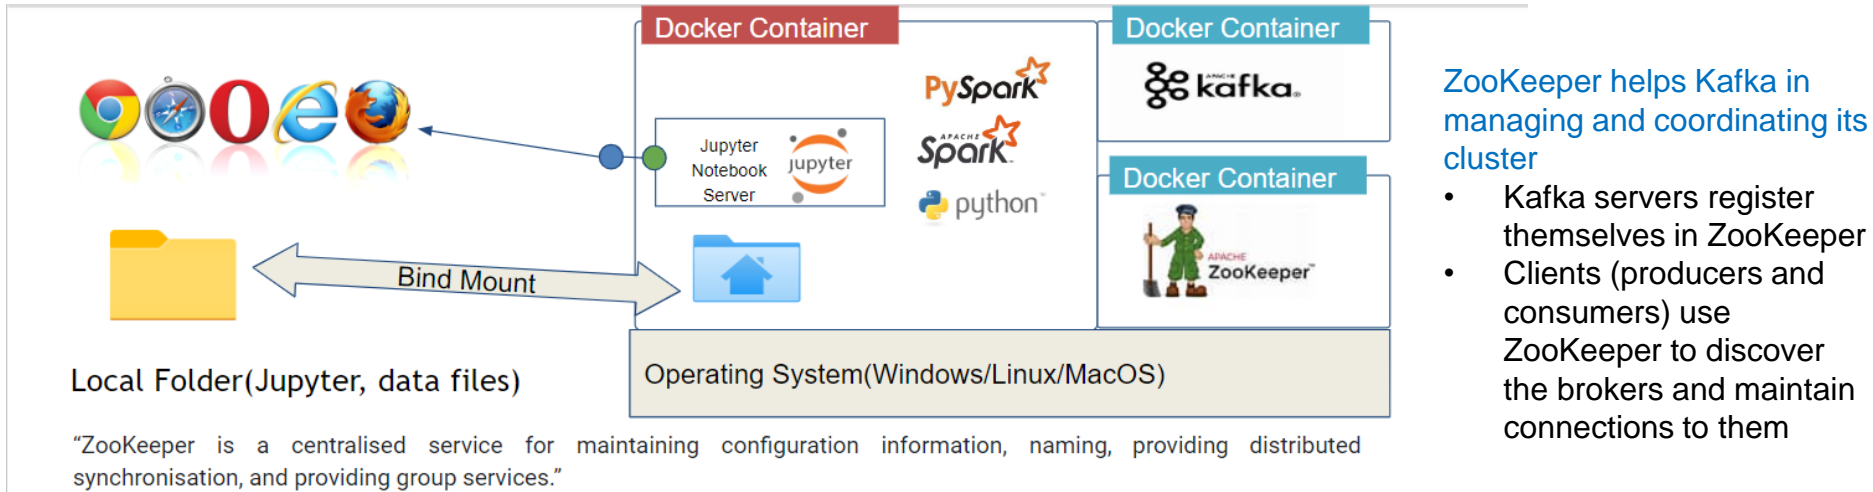 Docker Container
PySpark
APACHE
Spark
python
Jupyter
Notebook
Server
jupyter
Docker Container
APACHE
kafka
Docker Container
APACHE
ZooKeeper
Bind Mount
Local Folder(Jupyter, data files)
Operating System(Windows/Linux/MacOS)
“ZooKeeper is a centralised service for maintaining configuration information, naming, providing distributed
synchronisation, and providing group services.”
ZooKeeper helps Kafka in
managing and coordinating its
cluster
• Kafka servers register
themselves in ZooKeeper
• Clients (producers and
consumers) use
ZooKeeper to discover
the brokers and maintain
connections to them